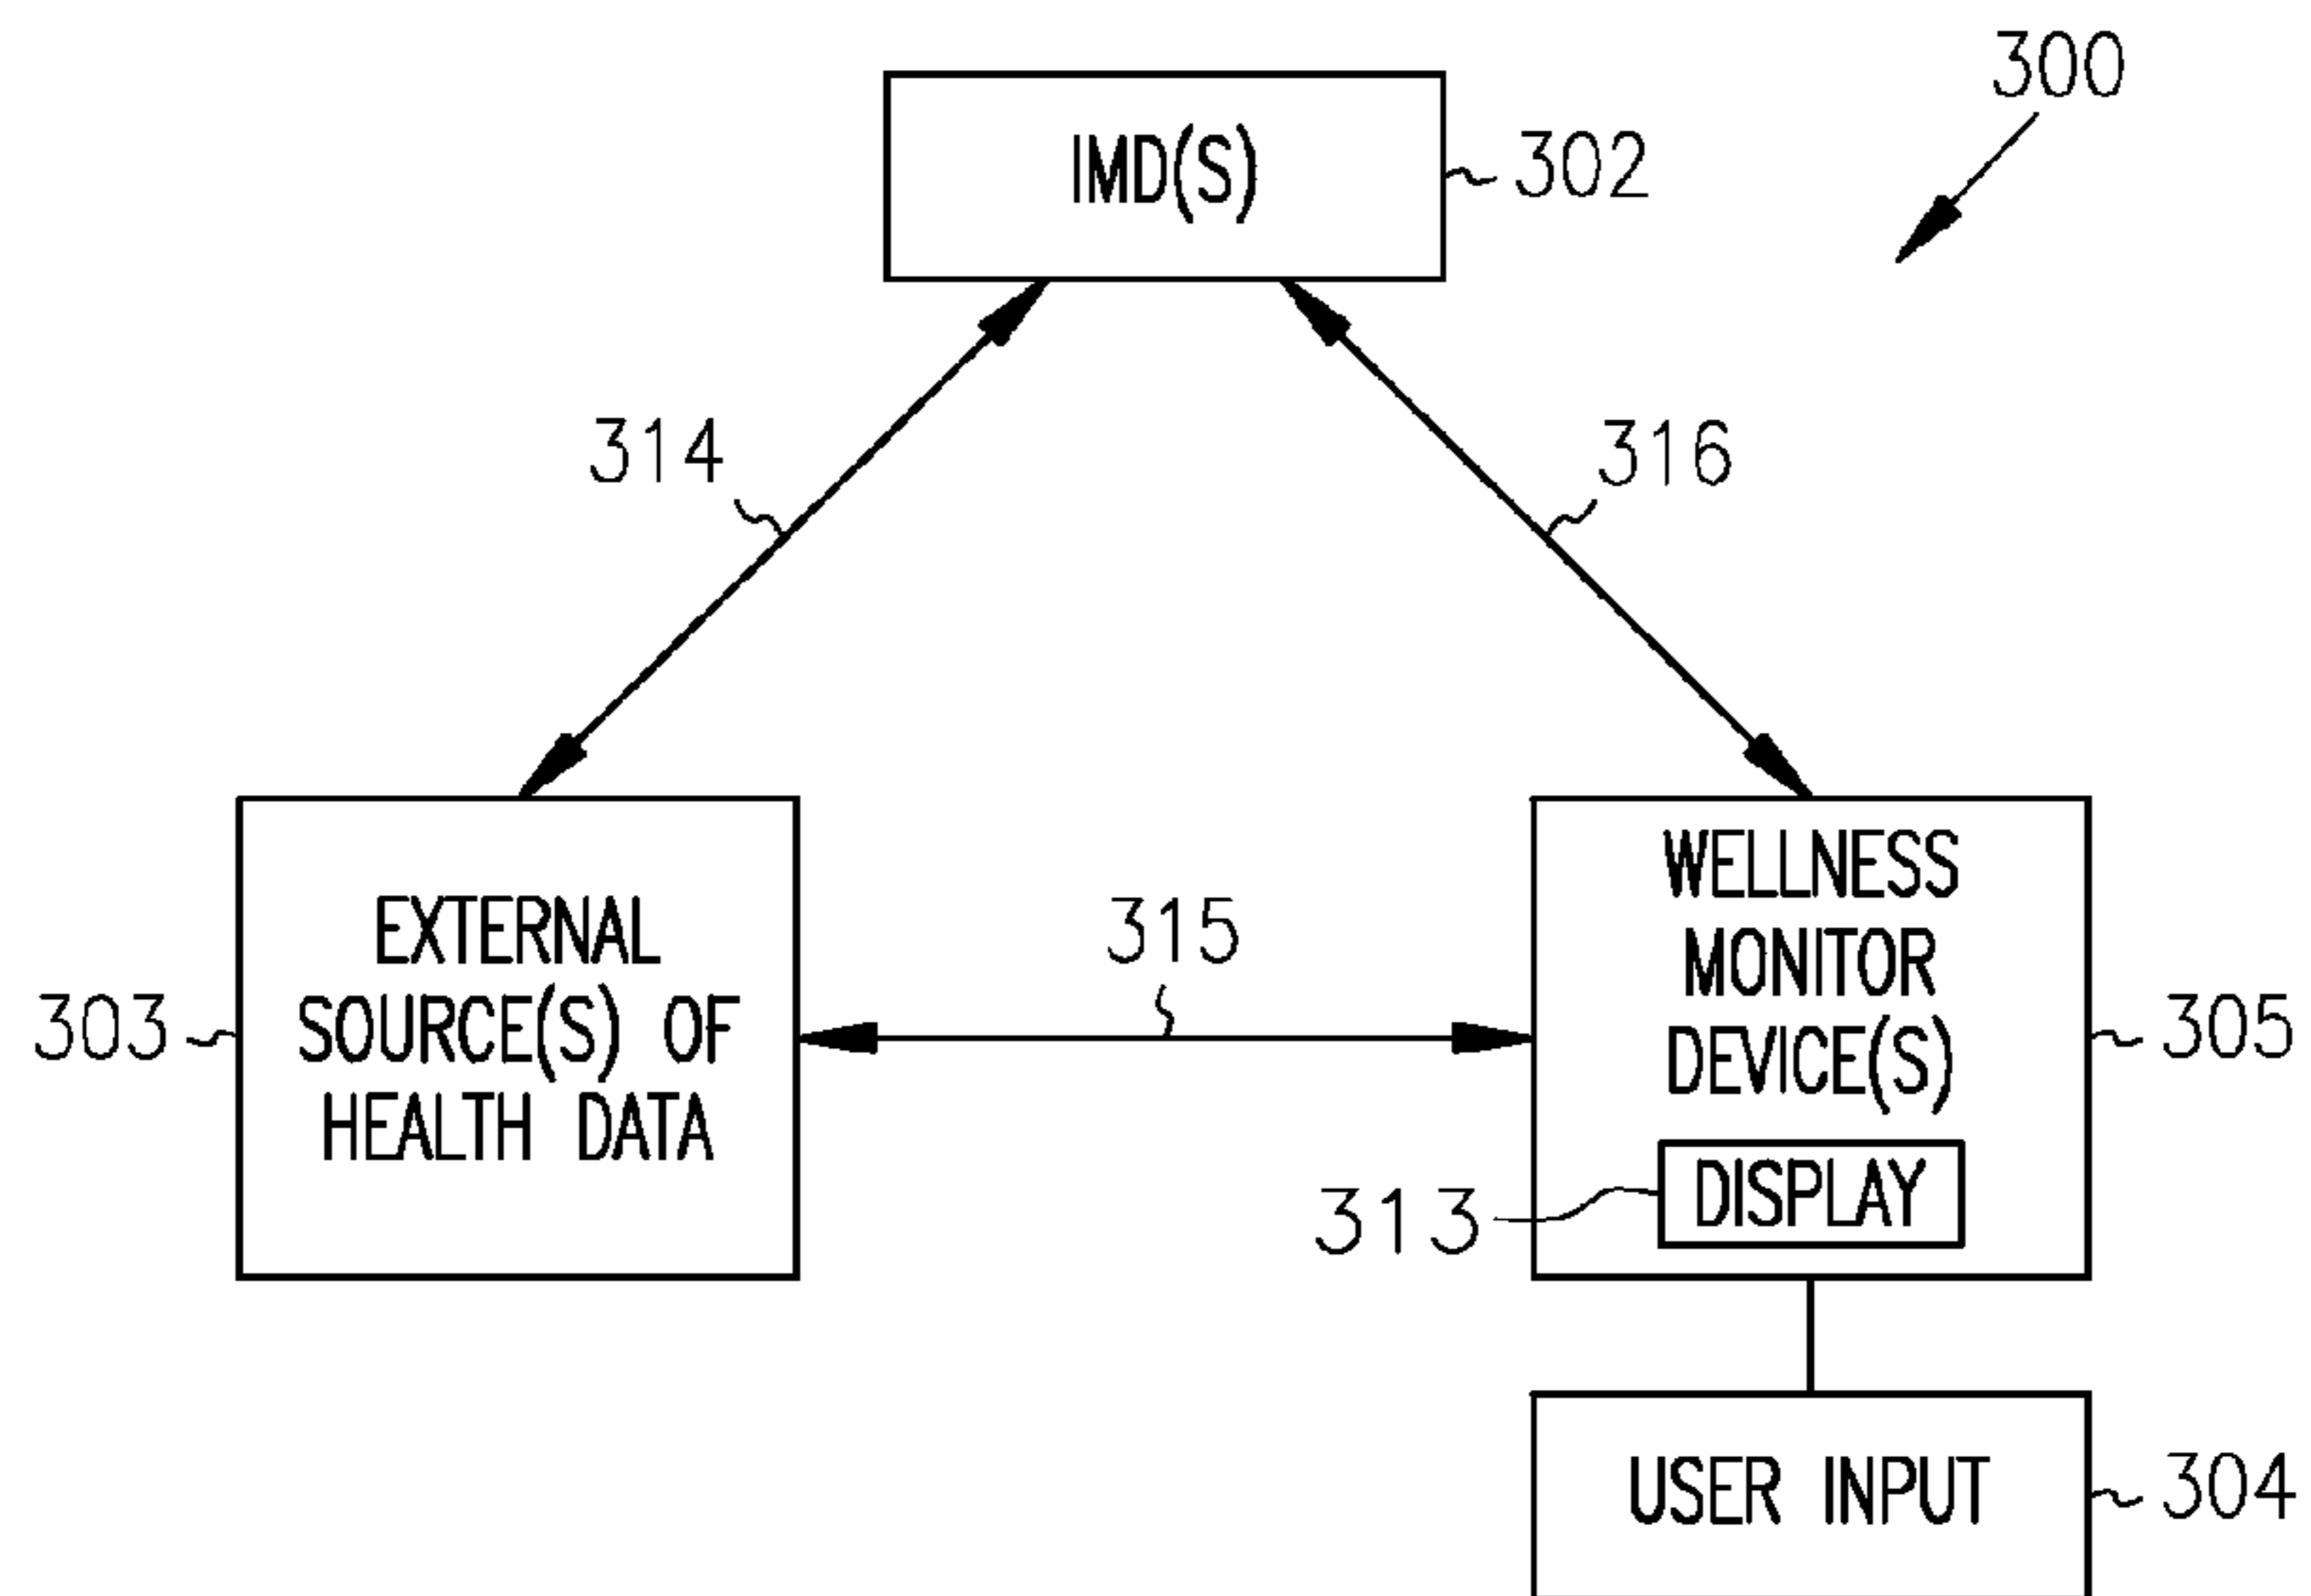 300
IMD(S)
302
314
316
EXTERNAL
SOURCE(S) OF
HEALTH DATA
303
315
WELLNESS
MONITOR
DEVICE(S)
DISPLAY
305
313
USER INPUT
304